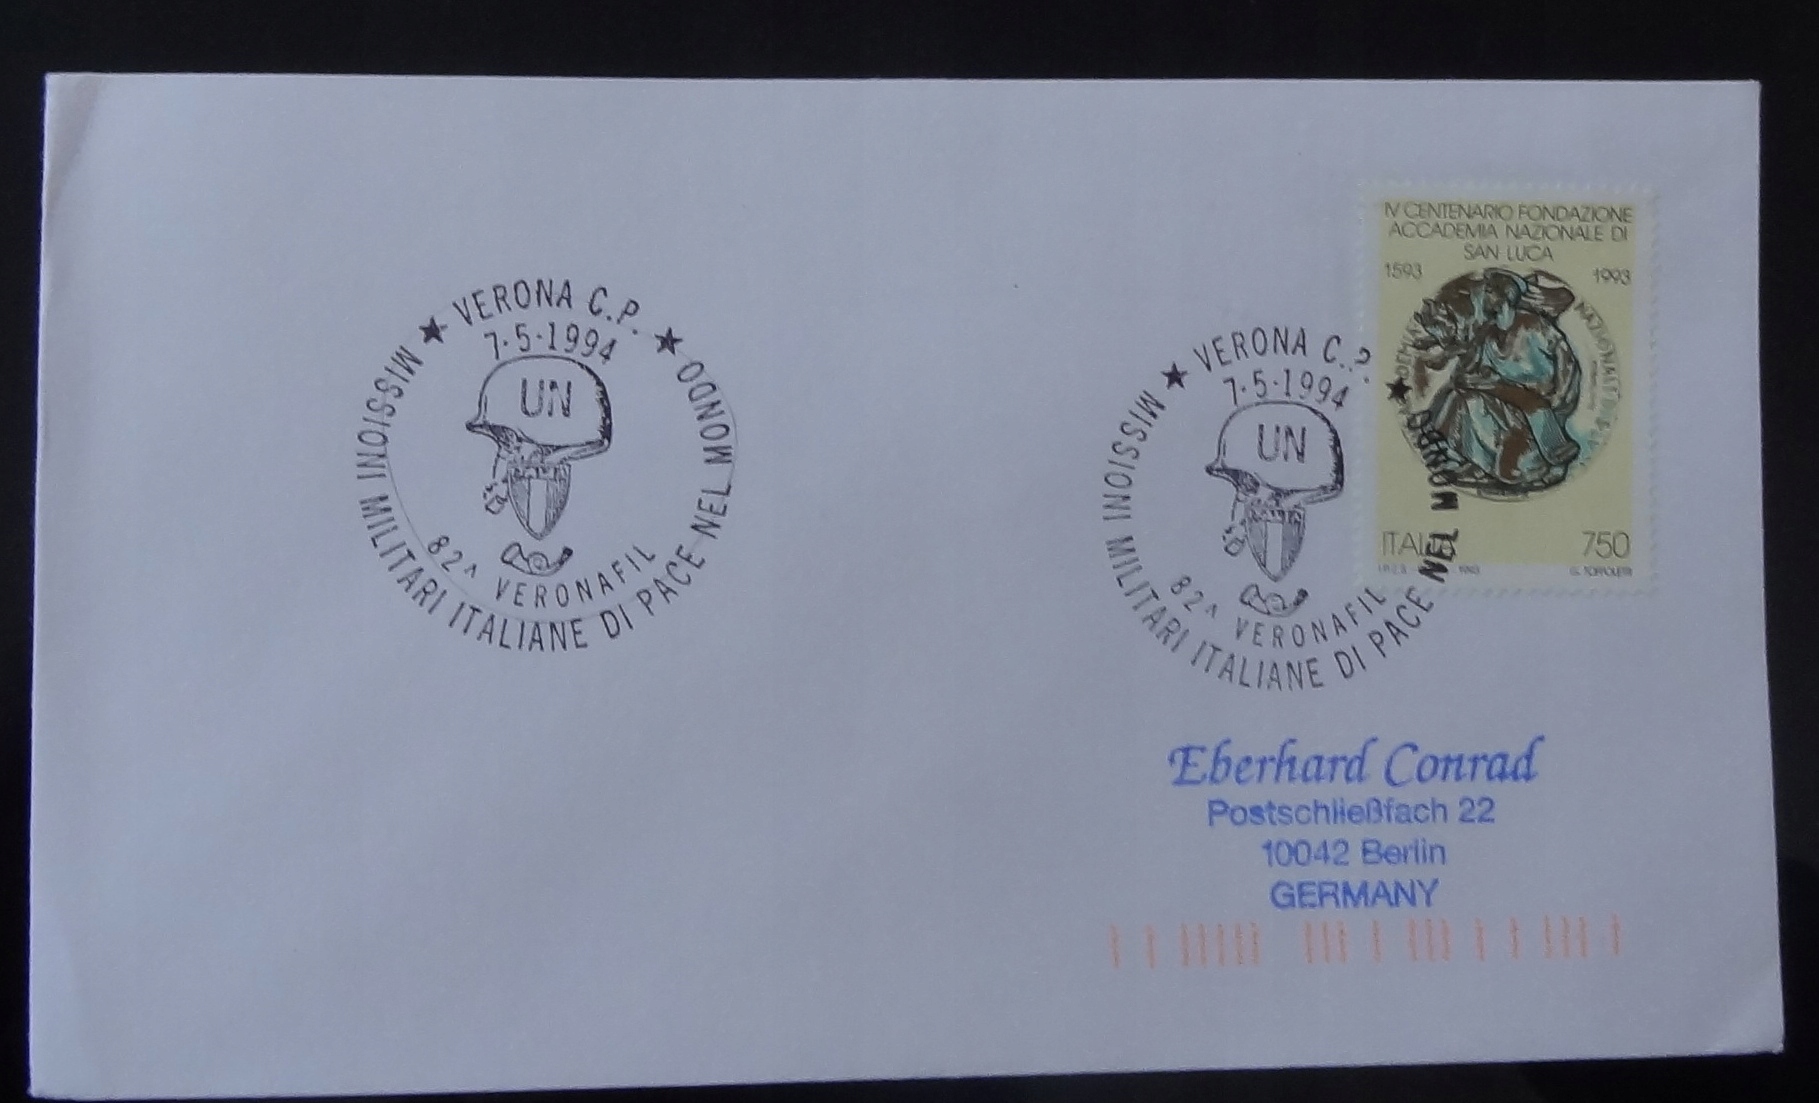 ★ VERONA C.P. ★
7·5·1994
UN
82^ VERONAFIL
MISSIONI MILITARI ITALIANE DI PACE NEL MONDO
IV CENTENARIO FONDAZIONE
ACCADEMIA NAZIONALE DI
SAN LUCA
1593 1993
ITALIA 750
1993
★ VERONA C.P. ★
7·5·1994
UN
82^ VERONAFIL
MISSIONI MILITARI ITALIANE DI PACE NEL MONDO
Eberhard Conrad
Postschließfach 22
10042 Berlin
GERMANY